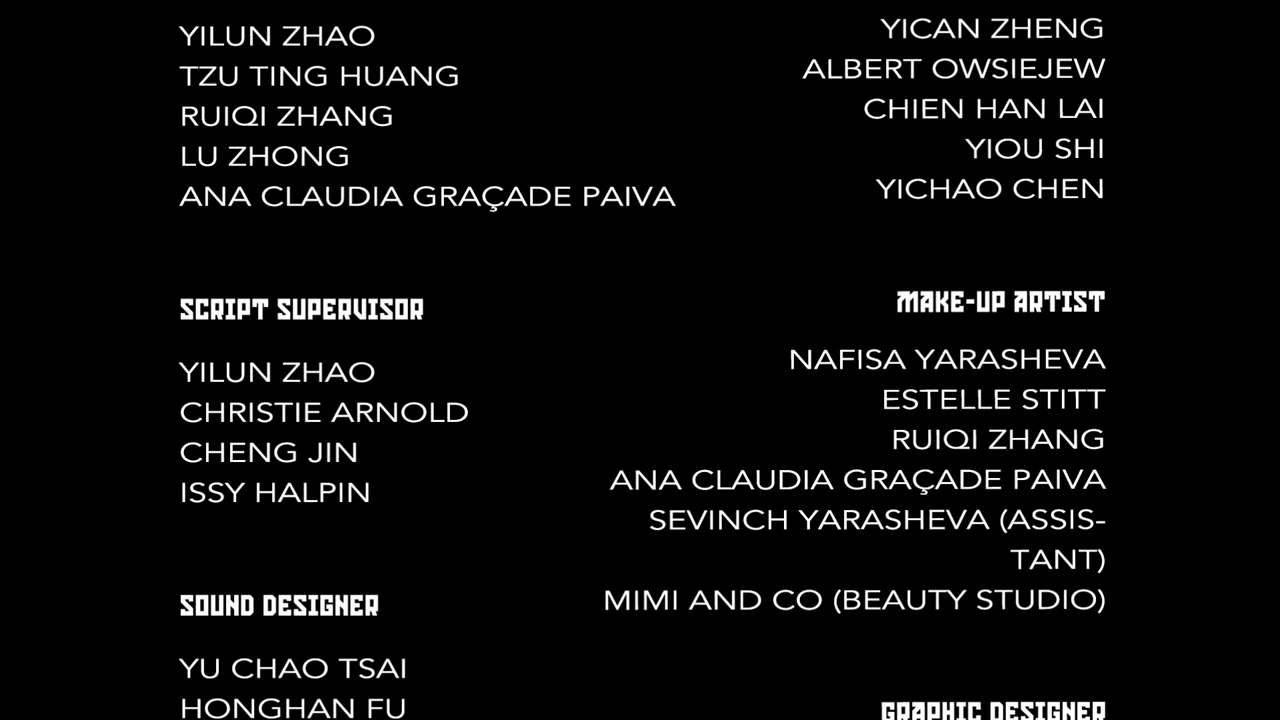 YILUN ZHAO
TZU TING HUANG
RUIQI ZHANG
LU ZHONG
ANA CLAUDIA GRAÇADE PAIVA
SCRIPT SUPERVISOR
YILUN ZHAO
CHRISTIE ARNOLD
CHENG JIN
ISSY HALPIN
SOUND DESIGNER
YU CHAO TSAI
HONGHAN FU
YICAN ZHENG
ALBERT OWSIEJEW
CHIEN HAN LAI
YIOU SHI
YICHAO CHEN
MAKE-UP ARTIST
NAFISA YARASHEVA
ESTELLE STITT
RUIQI ZHANG
ANA CLAUDIA GRAÇADE PAIVA
SEVINCH YARASHEVA (ASSIS-
TANT)
MIMI AND CO (BEAUTY STUDIO)
GRAPHIC DESIGNER